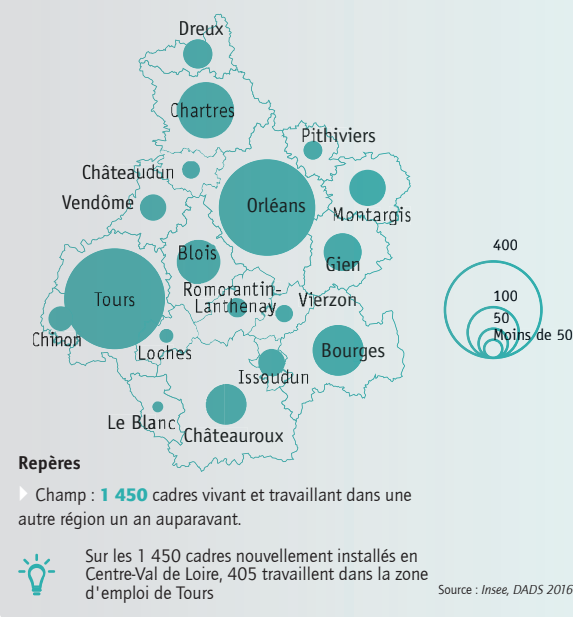 Dreux
Chartres
Pithiviers
Châteaudun
Vendôme
Orléans
Montargis
Blois
Gien
Romorantin-
Lanthenay
Vierzon
Tours
Chinon
Loches
Bourges
Issoudun
Le Blanc
Châteauroux
400
100
50
Moins de 50
Repères
Champ : 1 450 cadres vivant et travaillant dans une
autre région un an auparavant.
Sur les 1 450 cadres nouvellement installés en
Centre-Val de Loire, 405 travaillent dans la zone
d'emploi de Tours
Source : Insee, DADS 2016